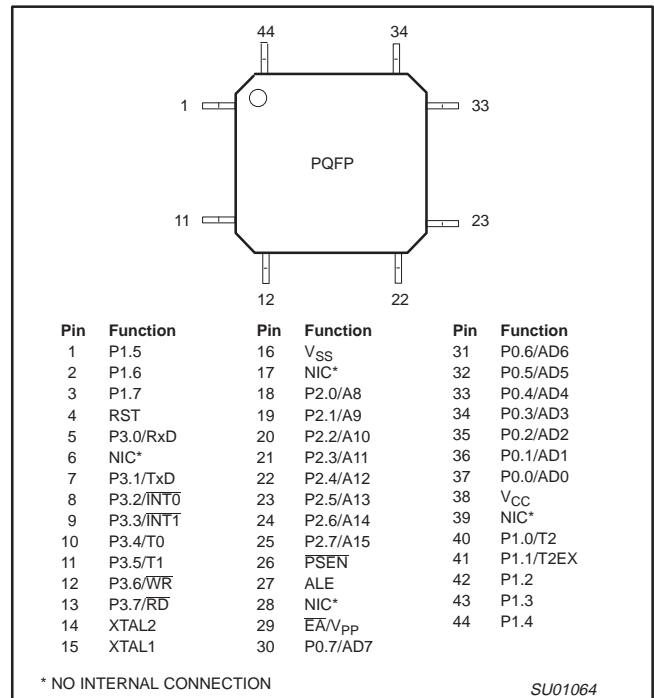 44 34
1 33
PQFP
11 23
12 22
Pin Function Pin Function Pin Function
1 P1.5 16 VSS 31 P0.6/AD6
2 P1.6 17 NIC* 32 P0.5/AD5
3 P1.7 18 P2.0/A8 33 P0.4/AD4
4 RST 19 P2.1/A9 34 P0.3/AD3
5 P3.0/RxD 20 P2.2/A10 35 P0.2/AD2
6 NIC* 21 P2.3/A11 36 P0.1/AD1
7 P3.1/TxD 22 P2.4/A12 37 P0.0/AD0
8 P3.2/INT0 23 P2.5/A13 38 VCC
9 P3.3/INT1 24 P2.6/A14 39 NIC*
10 P3.4/T0 25 P2.7/A15 40 P1.0/T2
11 P3.5/T1 26 PSEN 41 P1.1/T2EX
12 P3.6/WR 27 ALE 42 P1.2
13 P3.7/RD 28 NIC* 43 P1.3
14 XTAL2 29 EA/VPP 44 P1.4
15 XTAL1 30 P0.7/AD7
* NO INTERNAL CONNECTION
SU01064